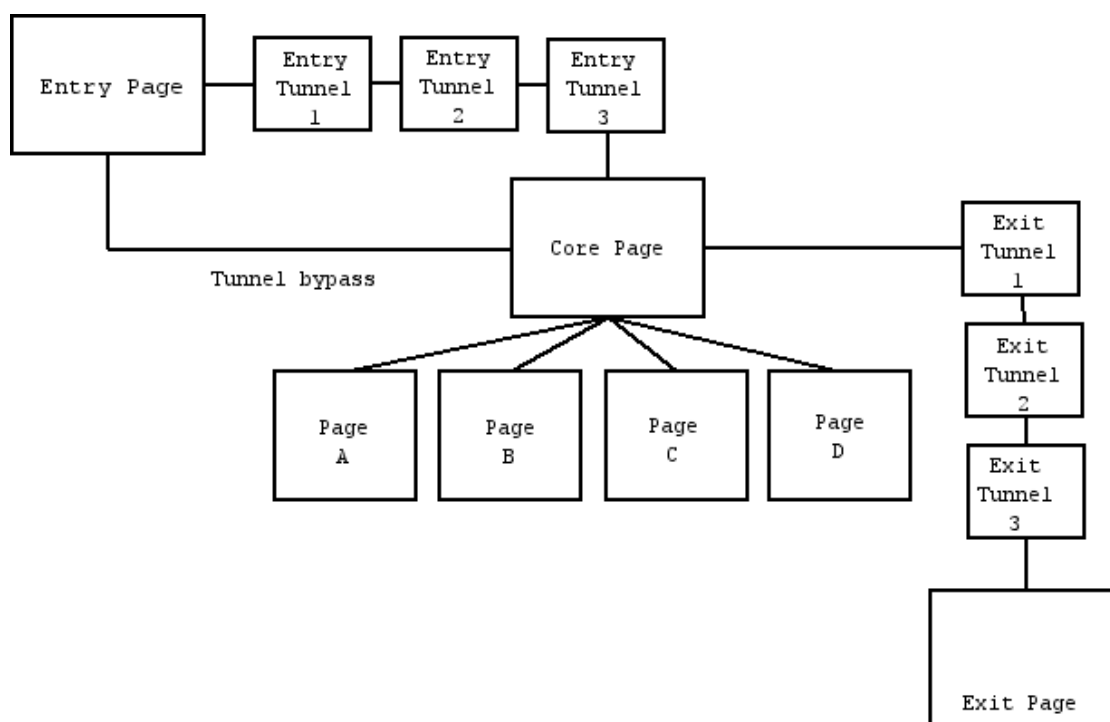 Entry Page
Entry
Tunnel
1
Entry
Tunnel
2
Entry
Tunnel
3
Core Page
Tunnel bypass
Exit
Tunnel
1
Exit
Tunnel
2
Exit
Tunnel
3
Page
A
Page
B
Page
C
Page
D
Exit Page